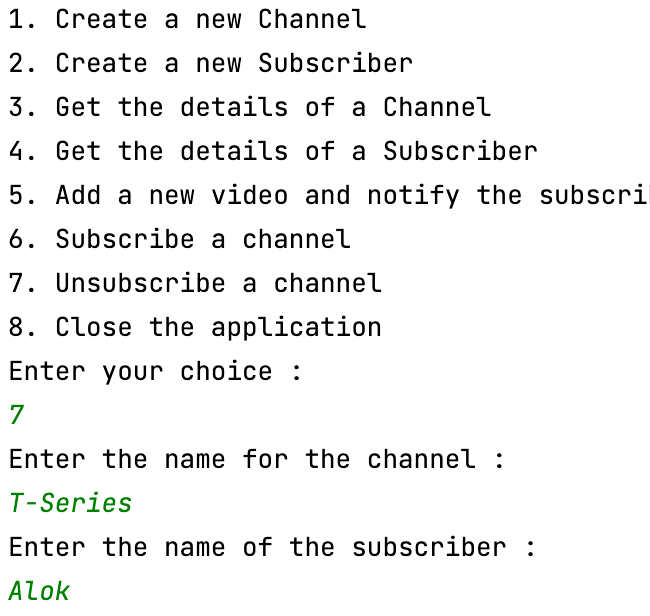 1. Create a new Channel
2. Create a new Subscriber
3. Get the details of a Channel
4. Get the details of a Subscriber
5. Add a new video and notify the
6. Subscribe a channel
7. Unsubscribe a channel
8. Close the application
Enter your choice :
7
Enter the name for the channel :
T-Series
Enter the name of the subscriber :
Alok